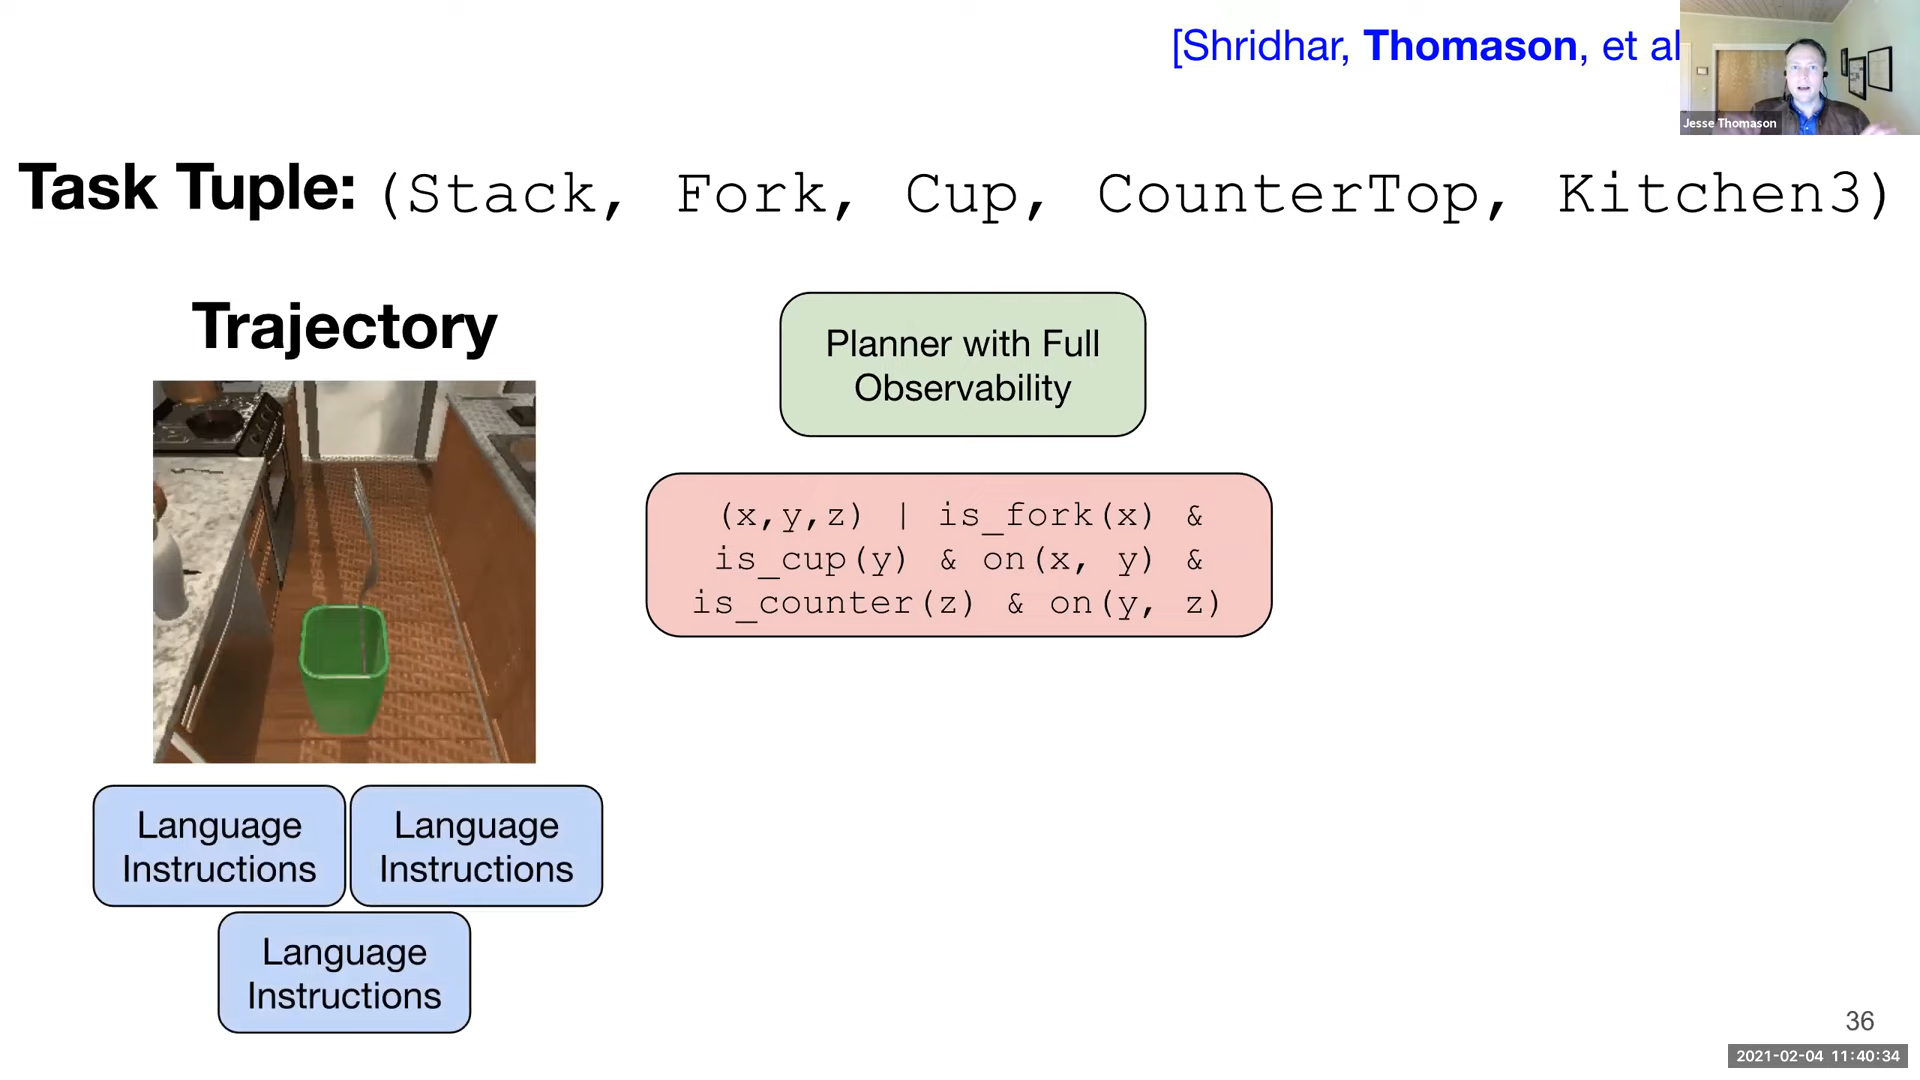 [Shridhar, Thomason, et al
Jesse Thomason
Task Tuple: (Stack, Fork, Cup, CounterTop, Kitchen3)
Trajectory
Planner with Full
Observability
(x,y,z) | is_fork(x) &
is_cup(y) & on(x, y) &
is_counter(z) & on(y, z)
Language
Instructions
Language
Instructions
Language
Instructions
36
2021-02-04 11:40:34